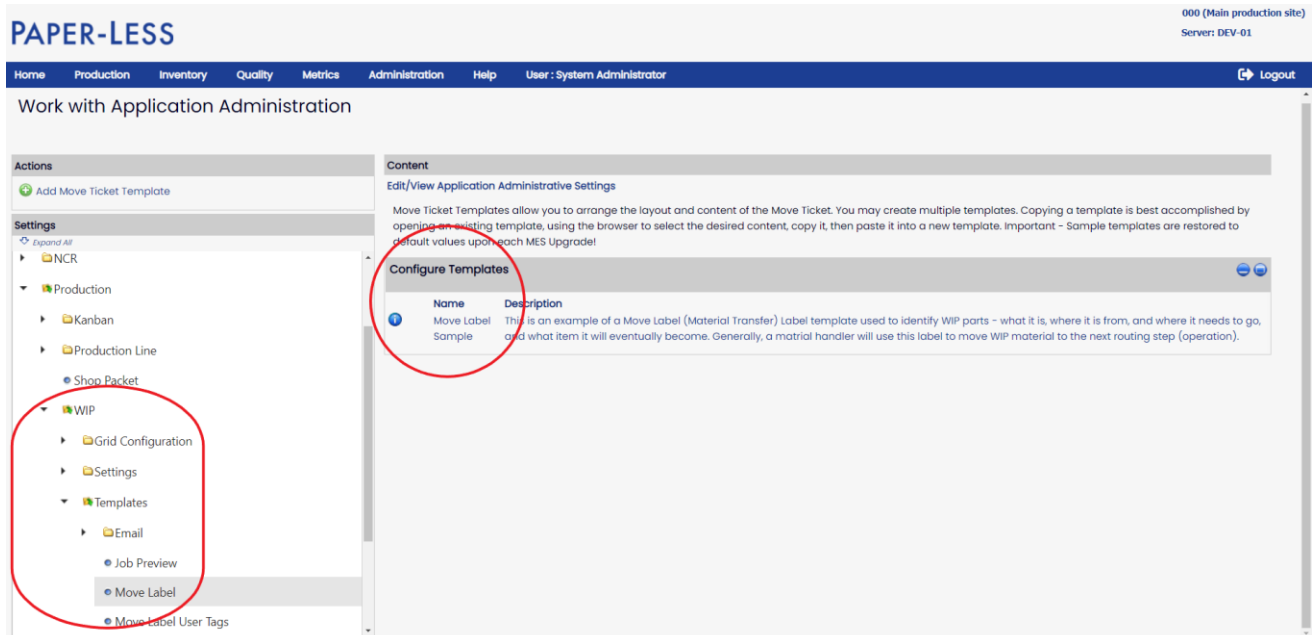 000 (Main production site)
PAPER-LESS
Server: DEV-01
Home Production Inventory Quality Metrics Administration Help User : System Administrator Logout
Work with Application Administration
Actions
Add Move Ticket Template
Settings
Expand All
NCR
Production
Kanban
Production Line
Shop Packet
WIP
Grid Configuration
Settings
Templates
Email
Job Preview
Move Label
Move Label User Tags
Content
Edit/View Application Administrative Settings
Move Ticket Templates allow you to arrange the layout and content of the Move Ticket. You may create multiple templates. Copying a template is best accomplished by
opening an existing template, using the browser to select the desired content, copy it, then paste it into a new template. Important - Sample templates are restored to
default values upon each MES Upgrade!
Configure Templates
Name Description
Move Label This is an example of a Move Label (Material Transfer) Label template used to identify WIP parts - what it is, where it is from, and where it needs to go,
Sample and what item it will eventually become. Generally, a matrial handler will use this label to move WIP material to the next routing step (operation).